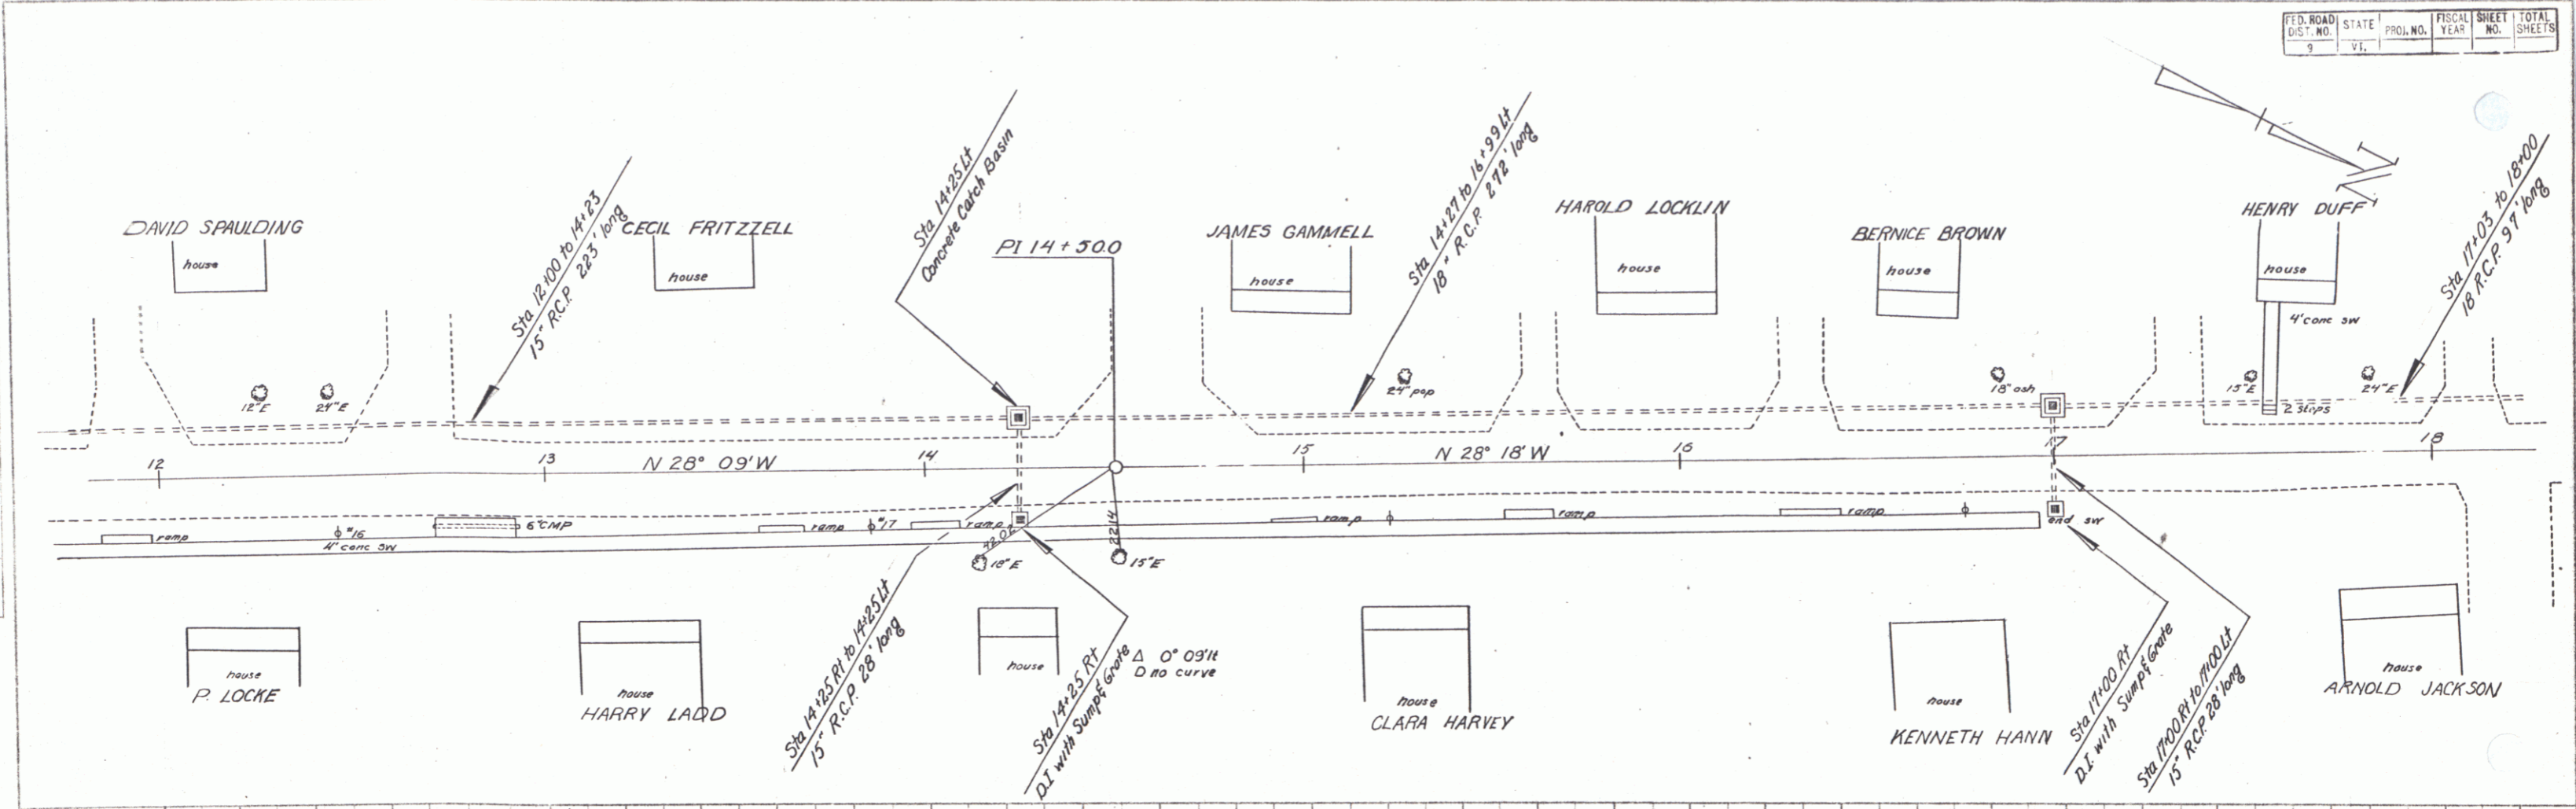 FED. ROAD DIST. NO. STATE PROJ. NO. FISCAL YEAR SHEET NO. TOTAL SHEETS
9 VT.
DAVID SPAULDING
house
Sta 12+00 to 14+23
15" R.C.P. 223' long
CECIL FRITZZELL
house
Sta 14+25 Lt
Concrete Catch Basin
PI 14+50.0
JAMES GAMMELL
house
Sta 14+27 to 16+99 Lt
18" R.C.P. 272' long
HAROLD LOCKLIN
house
BERNICE BROWN
house
HENRY DUFF
house
4' conc sw
N
Sta 17+03 to 18+00
18 R.C.P. 97' long
12"E
24"E
24" pop
18" ash
15"E
24"E
2 steps
12
13
N 28° 09' W
14
15
N 28° 18' W
16
17
18
ramp
#16
4' conc sw
6" CMP
ramp
#17
ramp
ramp
ramp
ramp
end sw
22.14
18"E
15"E
house
P. LOCKE
house
HARRY LADD
Sta 14+25 Rt to 14+25 Lt
15" R.C.P. 28' long
house
Sta 14+25 Rt
D.I. with Sump & Grate
Δ 0° 09' lt
D no curve
house
CLARA HARVEY
house
KENNETH HANN
Sta 17+00 Rt
D.I. with Sump & Grate
Sta 17+00 Rt to 17+00 Lt
15" R.C.P. 28' long
house
ARNOLD JACKSON